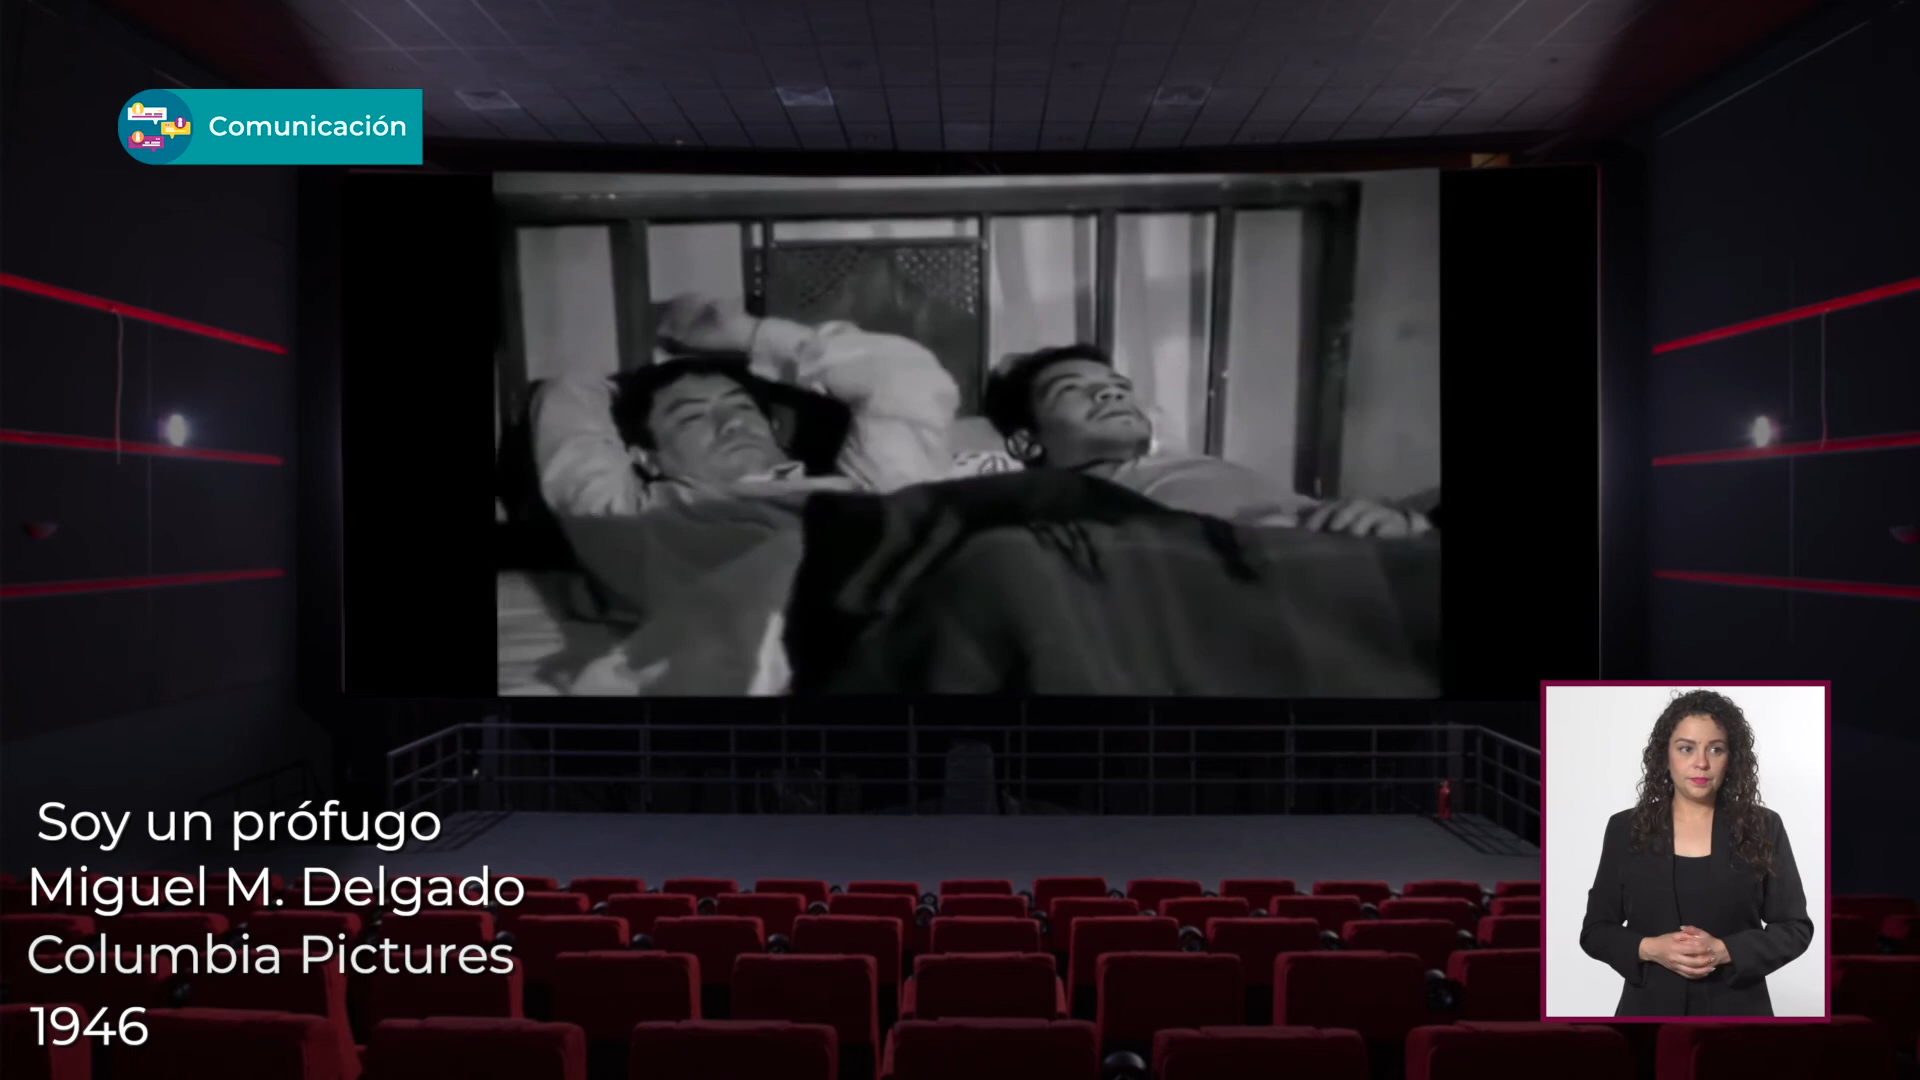 Comunicación
Soy un prófugo
Miguel M. Delgado
Columbia Pictures
1946